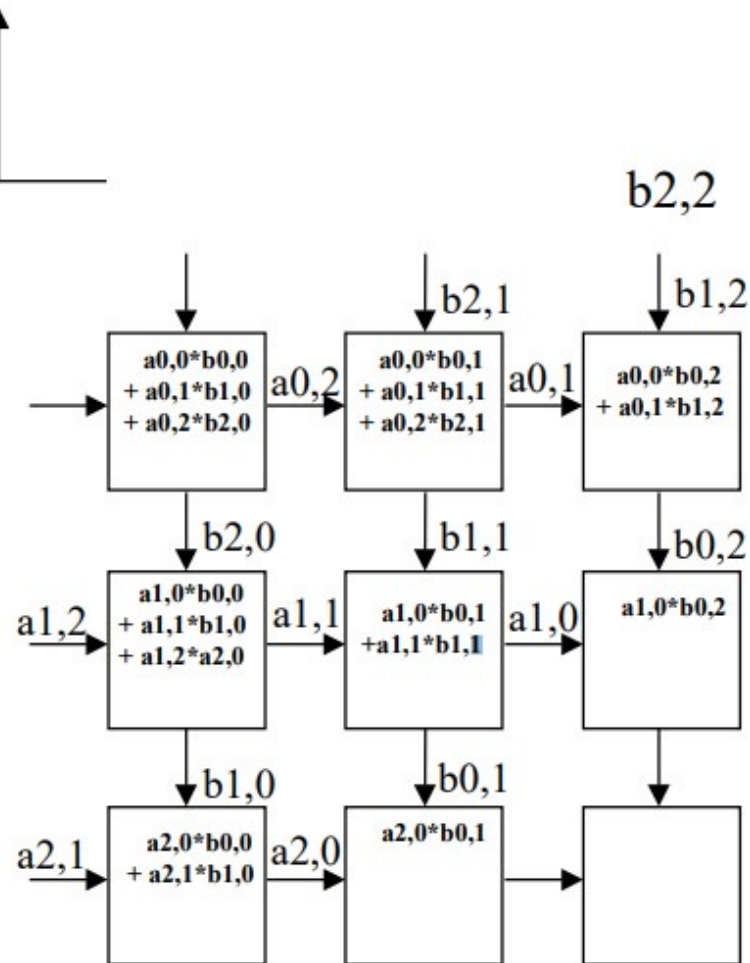 b2,2
b2,1
b1,2
a0,0*b0,0
+ a0,1*b1,0
+ a0,2*b2,0
a0,2
a0,0*b0,1
+ a0,1*b1,1
+ a0,2*b2,1
a0,1
a0,0*b0,2
+ a0,1*b1,2
b2,0
b1,1
b0,2
a1,2
a1,0*b0,0
+ a1,1*b1,0
+ a1,2*a2,0
a1,1
a1,0*b0,1
+a1,1*b1,1
a1,0
a1,0*b0,2
b1,0
b0,1
a2,1
a2,0*b0,0
+ a2,1*b1,0
a2,0
a2,0*b0,1